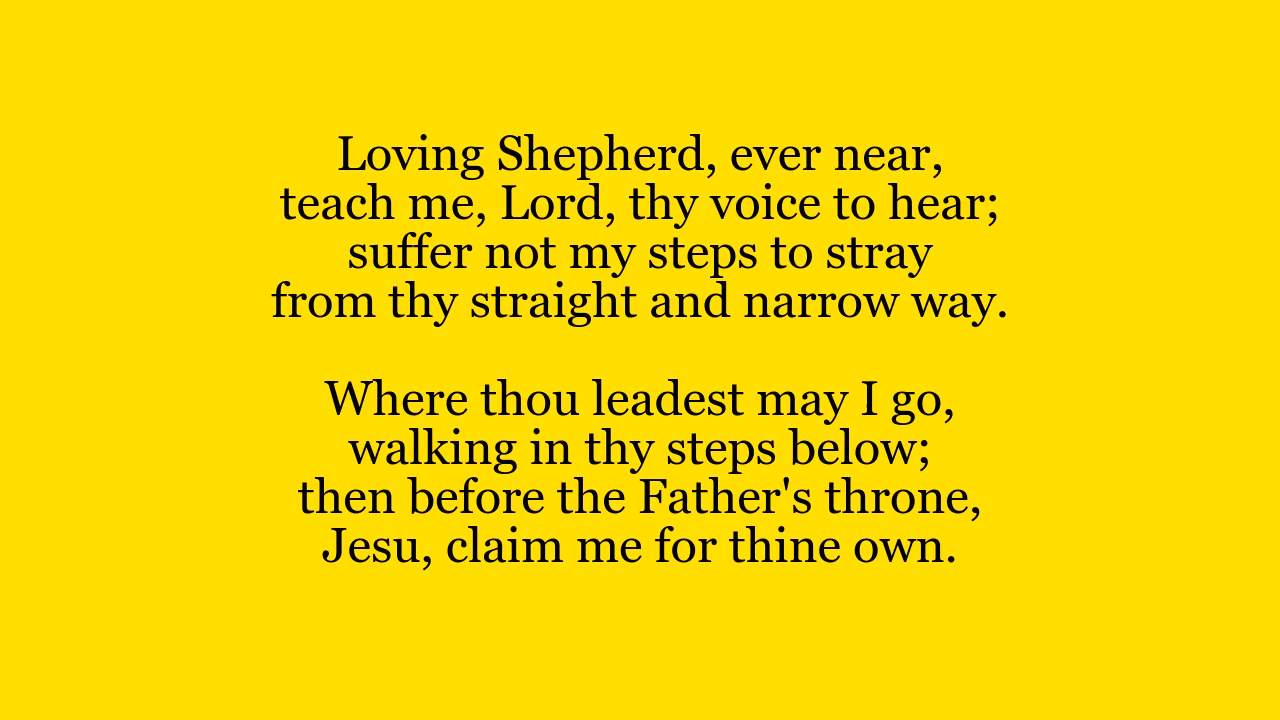 Loving Shepherd, ever near,
teach me, Lord, thy voice to hear;
suffer not my steps to stray
from thy straight and narrow way.

Where thou leadest may I go,
walking in thy steps below;
then before the Father's throne,
Jesu, claim me for thine own.